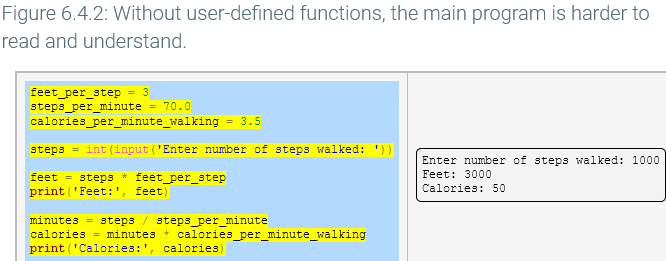 Figure 6.4.2: Without user-defined functions, the main program is harder to
read and understand.
feet_per_step = 3
steps_per_minute = 70.0
calories_per_minute_walking = 3.5
steps = int(input('Enter number of steps walked: '))
feet = steps * feet_per_step
print('Feet:', feet)
minutes = steps / steps_per_minute
calories = minutes * calories_per_minute_walking
print('Calories:', calories)
Enter number of steps walked: 1000
Feet: 3000
Calories: 50